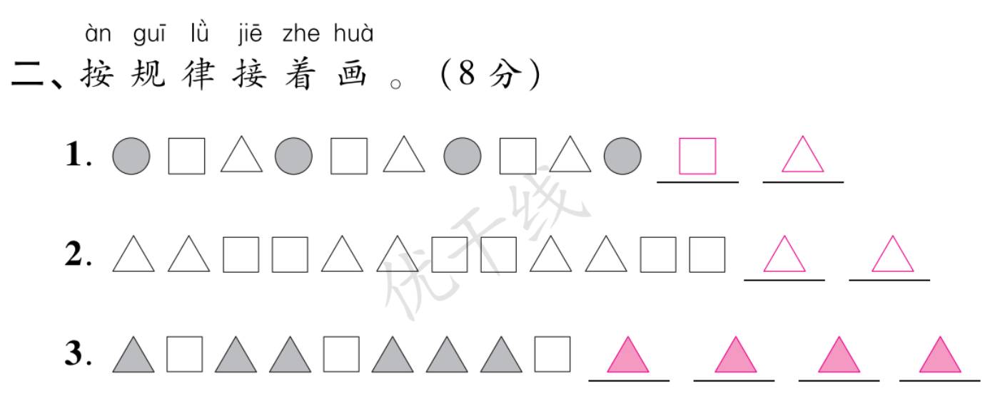 àn guī lǜ jiē zhe huà
二、按规律接着画。(8分)
1.
2.
3.
优干线